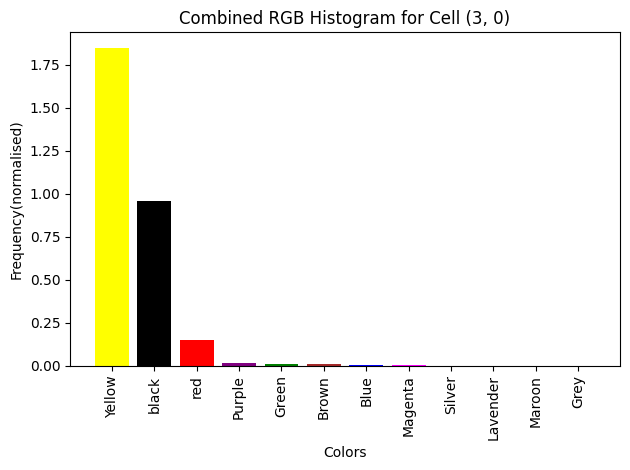 Combined RGB Histogram for Cell (3, 0)
Frequency(normalised)
1.75
1.50
1.25
1.00
0.75
0.50
0.25
0.00
Yellow
black
red
Purple
Green
Brown
Blue
Magenta
Silver
Lavender
Maroon
Grey
Colors